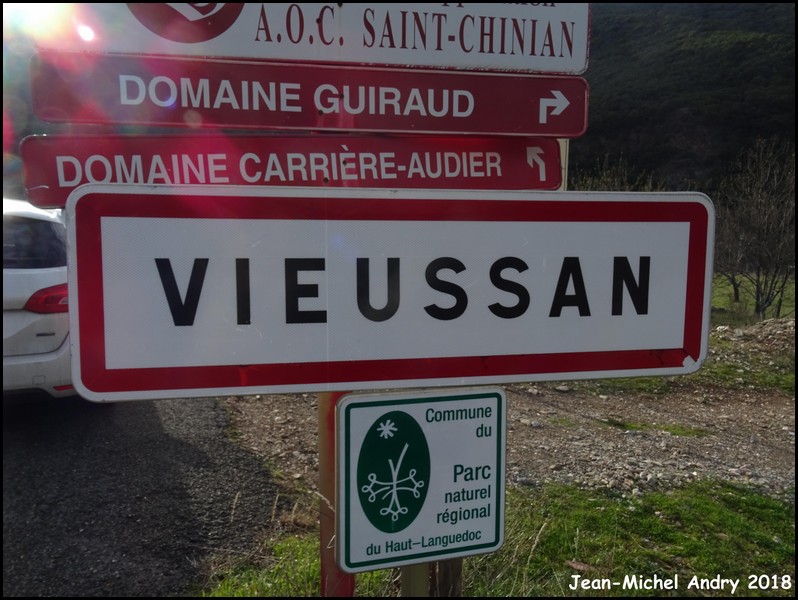 A.O.C. SAINT-CHINIAN
DOMAINE GUIRAUD
DOMAINE CARRIÈRE-AUDIER
VIEUSSAN
Commune
du
Parc
naturel
régional
du Haut-Languedoc
Jean-Michel Andry 2018